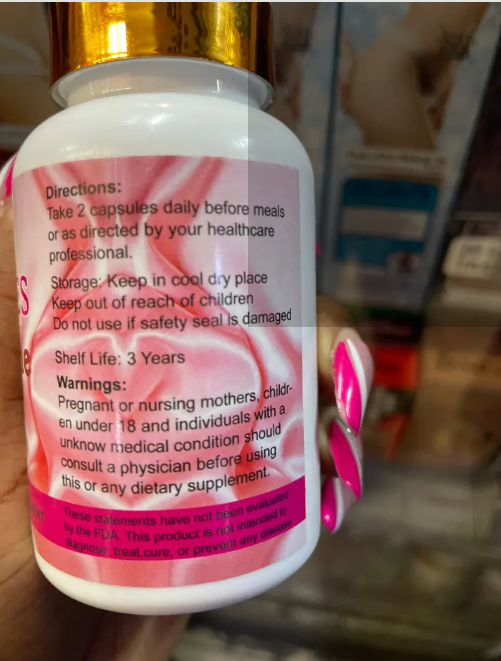 Directions:
Take 2 capsules daily before meals
or as directed by your healthcare
professional.
Storage: Keep in cool dry place
Keep out of reach of children
Do not use if safety seal is damaged
Shelf Life: 3 Years
Warnings:
Pregnant or nursing mothers, childr-
en under 18 and individuals with a
unknow medical condition should
consult a physician before using
this or any dietary supplement.
These statements have not been evaluated
by the FDA. This product is not intended to
diagnose, treat, cure, or prevent any disease